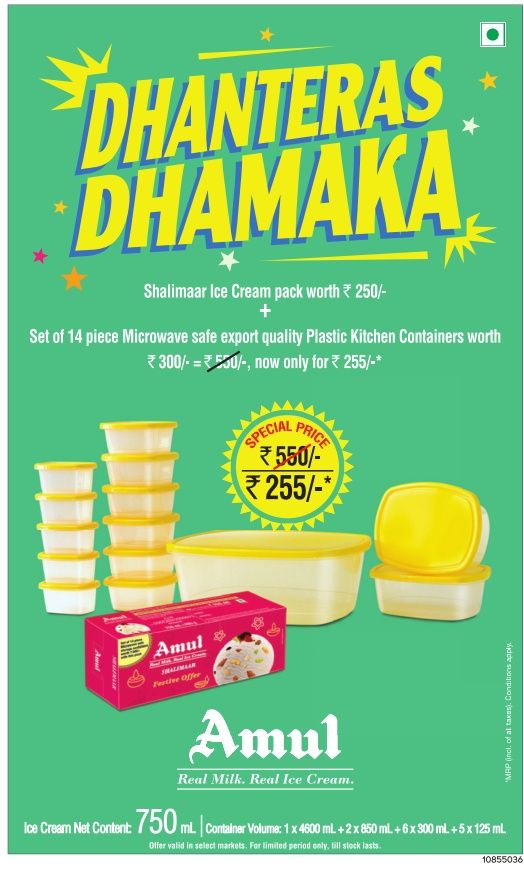 DHANTERAS
DHAMAKA
Shalimaar Ice Cream pack worth ₹ 250/-
+
Set of 14 piece Microwave safe export quality Plastic Kitchen Containers worth
₹ 300/- = ₹ 550/-, now only for ₹ 255/-*
SPECIAL PRICE
₹ 550/-
₹ 255/-*
Amul
Real Milk. Real Ice Cream.
SHALIMAAR
Festive Offer
Amul
SHALIMAAR
Amul
Real Milk. Real Ice Cream.
*MRP (incl. of all taxes). Conditions apply.
Ice Cream Net Content: 750 mL | Container Volume: 1 x 4600 mL + 2 x 850 mL + 6 x 300 mL + 5 x 125 mL
Offer valid in select markets. For limited period only, till stock lasts.
10855036